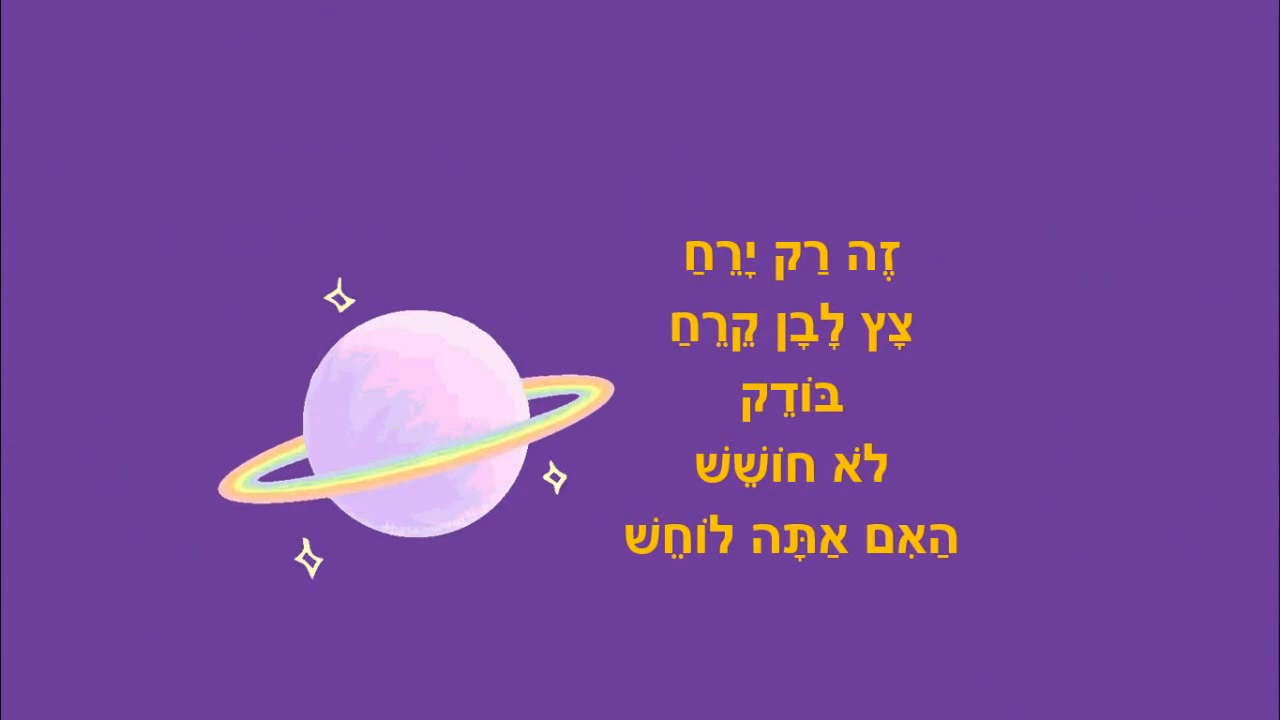 זֶה רַק יָרֵחַ
צָץ לָבָן קֵרֵחַ
בּוֹדֵק
לֹא חוֹשֵׁשׁ
הַאִם אַתָּה לוֹחֵשׁ